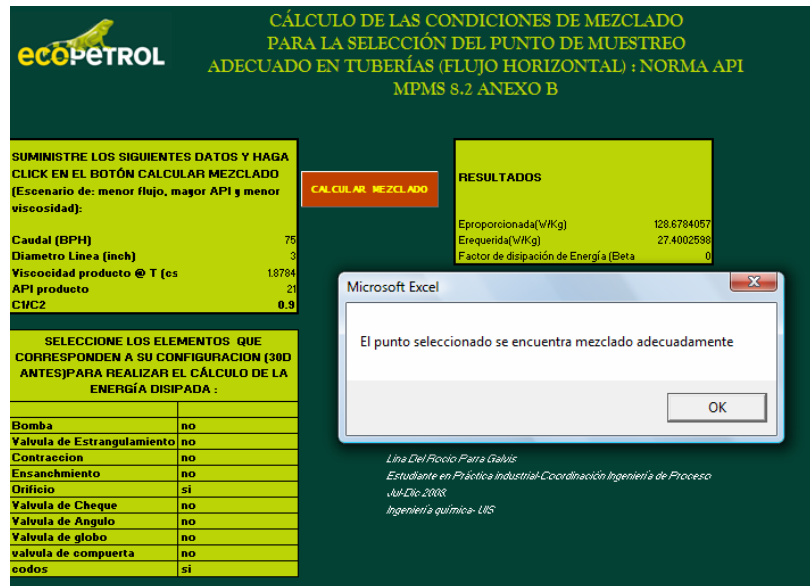 ecopetrol
CÁLCULO DE LAS CONDICIONES DE MEZCLADO
PARA LA SELECCIÓN DEL PUNTO DE MUESTREO
ADECUADO EN TUBERÍAS (FLUJO HORIZONTAL) : NORMA API
MPMS 8.2 ANEXO B
SUMINISTRE LOS SIGUIENTES DATOS Y HAGA
CLICK EN EL BOTÓN CALCULAR MEZCLADO
(Escenario de: menor flujo, mayor API y menor
viscosidad):
Caudal (BPH) 75
Diametro Linea (inch) 3
Viscocidad producto @ T (cs 1.8784
API producto 21
C1/C2 0.9
CALCULAR MEZCLADO
RESULTADOS
Eproporcionada(W/Kg) 128.6784057
Erequerida(W/Kg) 27.4002598
Factor de disipación de Energía (Beta 0
Microsoft Excel
El punto seleccionado se encuentra mezclado adecuadamente
OK
SELECCIONE LOS ELEMENTOS QUE
CORRESPONDEN A SU CONFIGURACION (30D
ANTES)PARA REALIZAR EL CÁLCULO DE LA
ENERGÍA DISIPADA :
Bomba no
Valvula de Estrangulamiento no
Contraccion no
Ensanchmiento no
Orificio si
Valvula de Cheque no
Valvula de Angulo no
Valvula de globo no
valvula de compuerta no
codos si
Lina Del Rocio Parra Galvis
Estudiante en Práctica industrial-Coordinación Ingeniería de Proceso
Jul-Dic 2008
Ingeniería química- UIS